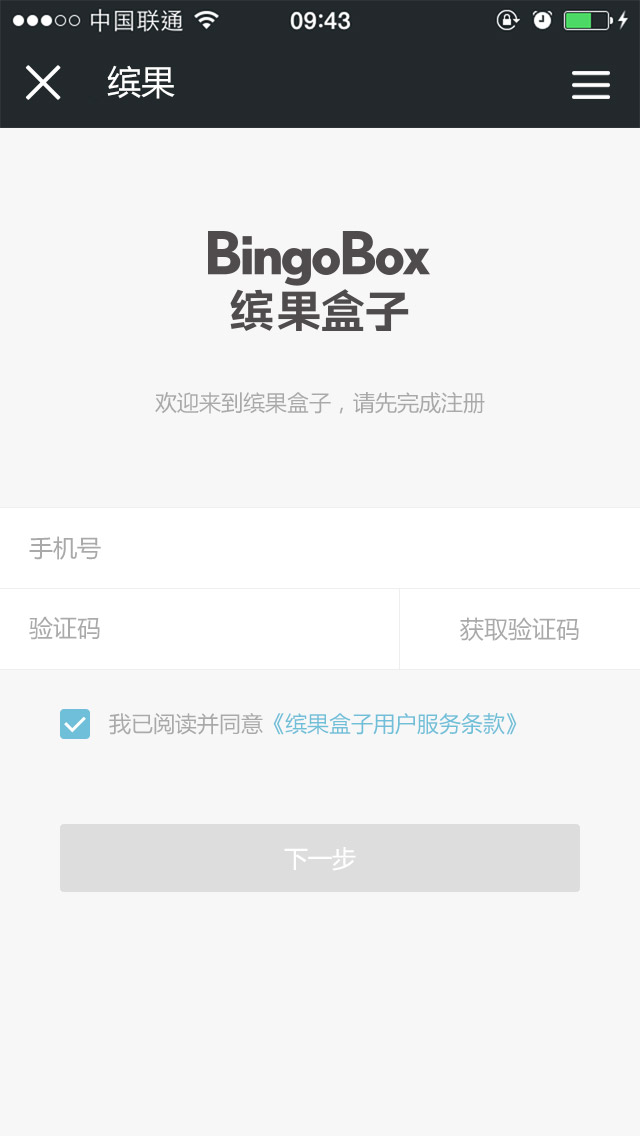 中国联通 09:43
缤果
BingoBox
缤果盒子
欢迎来到缤果盒子，请先完成注册
手机号
验证码 获取验证码
我已阅读并同意《缤果盒子用户服务条款》
下一步